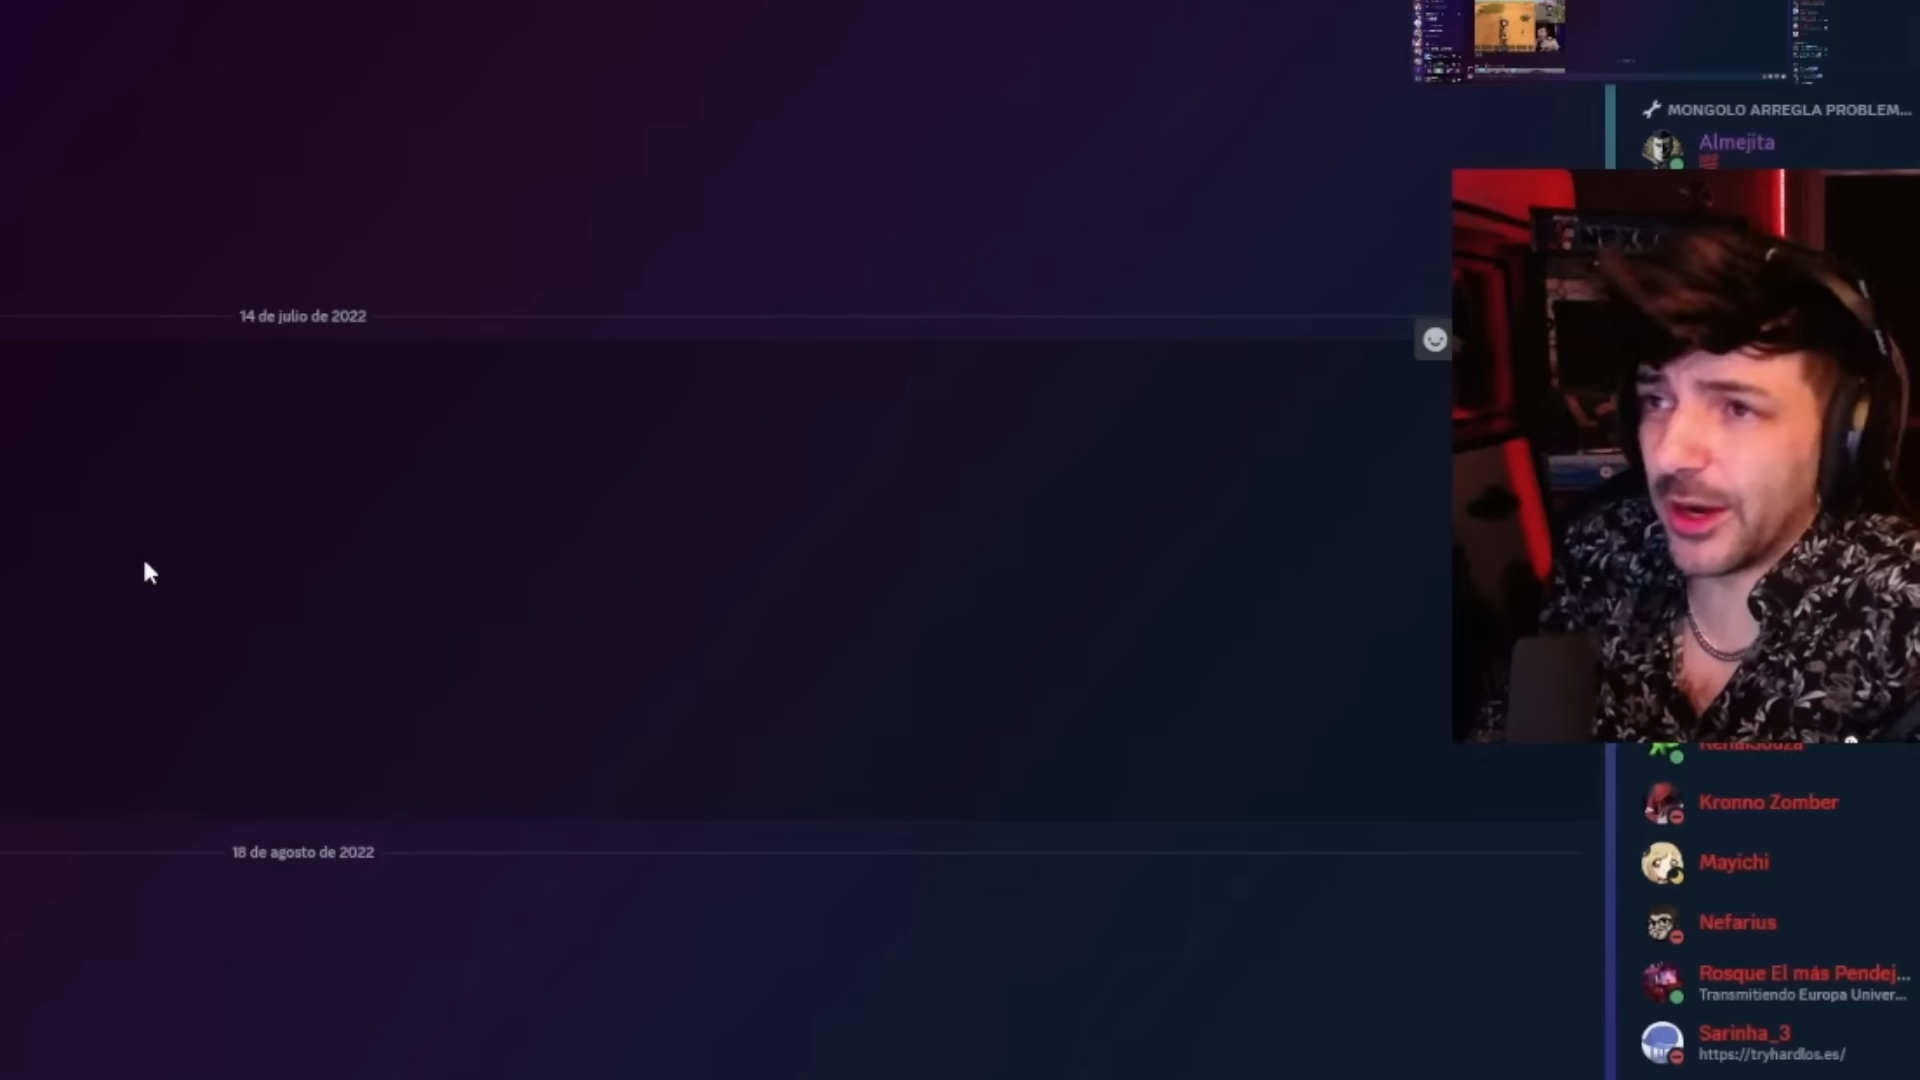 MONGOLO ARREGLA PROBLEM...
Almejita
14 de julio de 2022
18 de agosto de 2022
Kronno Zomber
Mayichi
Nefarius
Rosque El más Pendej...
Transmitiendo Europa Univer...
Sarinha_3
https://tryhardlos.es/